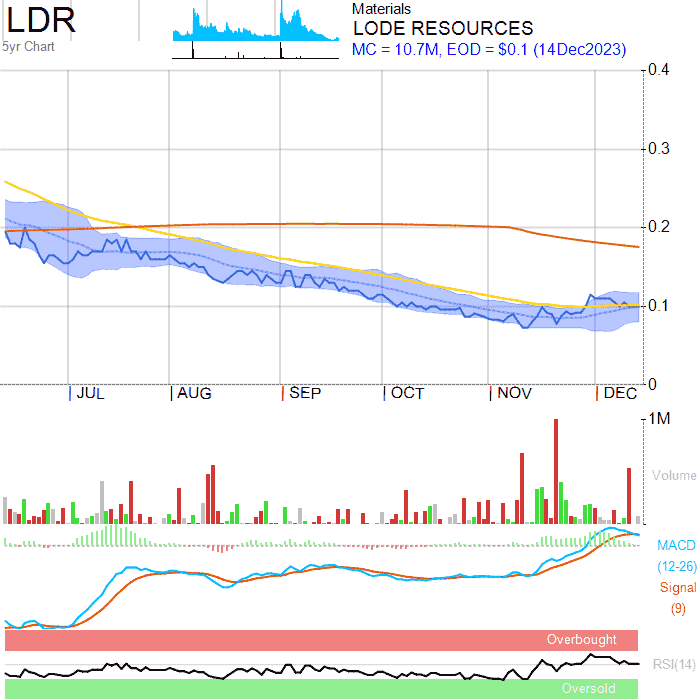 LDR
5yr Chart
Materials
LODE RESOURCES
MC = 10.7M, EOD = $0.1 (14Dec2023)
0.4
0.3
0.2
0.1
0
JUL AUG SEP OCT NOV DEC
1M
Volume
MACD
(12-26)
Signal
(9)
Overbought
RSI(14)
Oversold